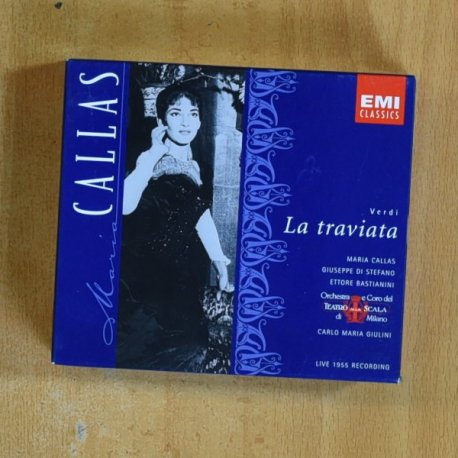 Maria
CALLAS
EMI
CLASSICS
Verdi
La traviata
MARIA CALLAS
GIUSEPPE DI STEFANO
ETTORE BASTIANINI
Orchestra e Coro del
TEATRO ALLA SCALA
di Milano
CARLO MARIA GIULINI
LIVE 1955 RECORDING